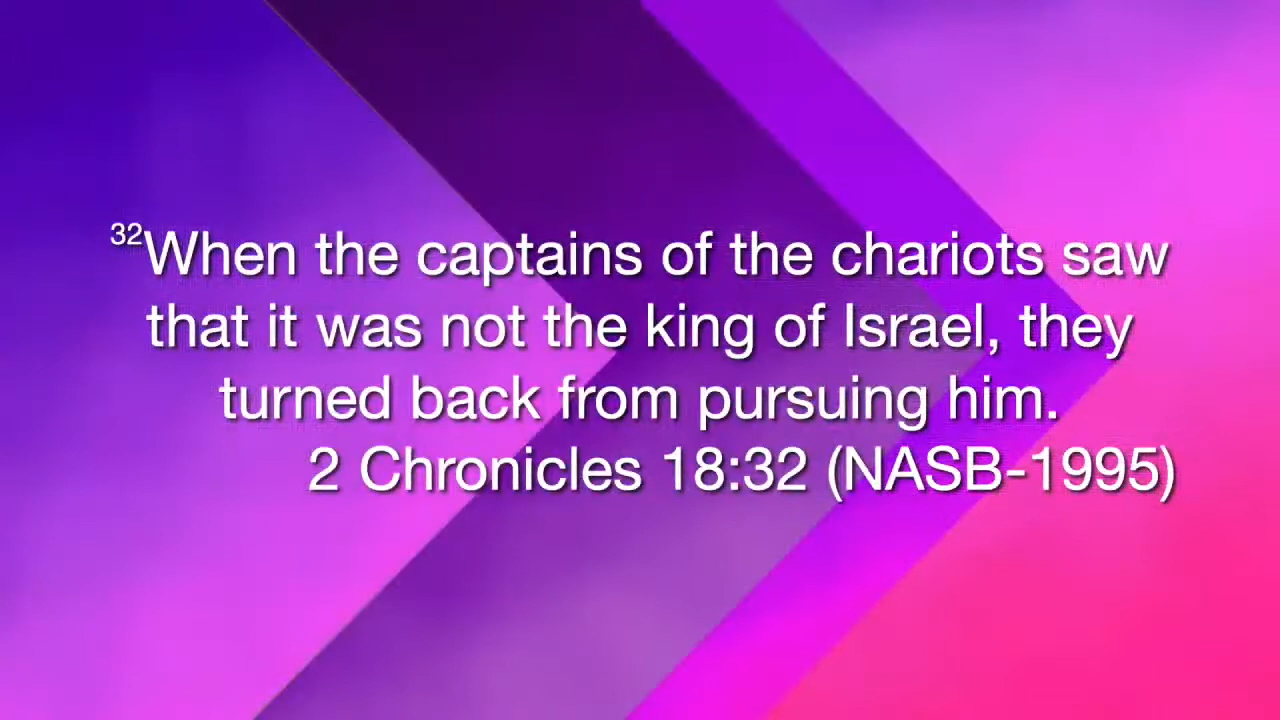 32When the captains of the chariots saw
that it was not the king of Israel, they
turned back from pursuing him.
2 Chronicles 18:32 (NASB-1995)